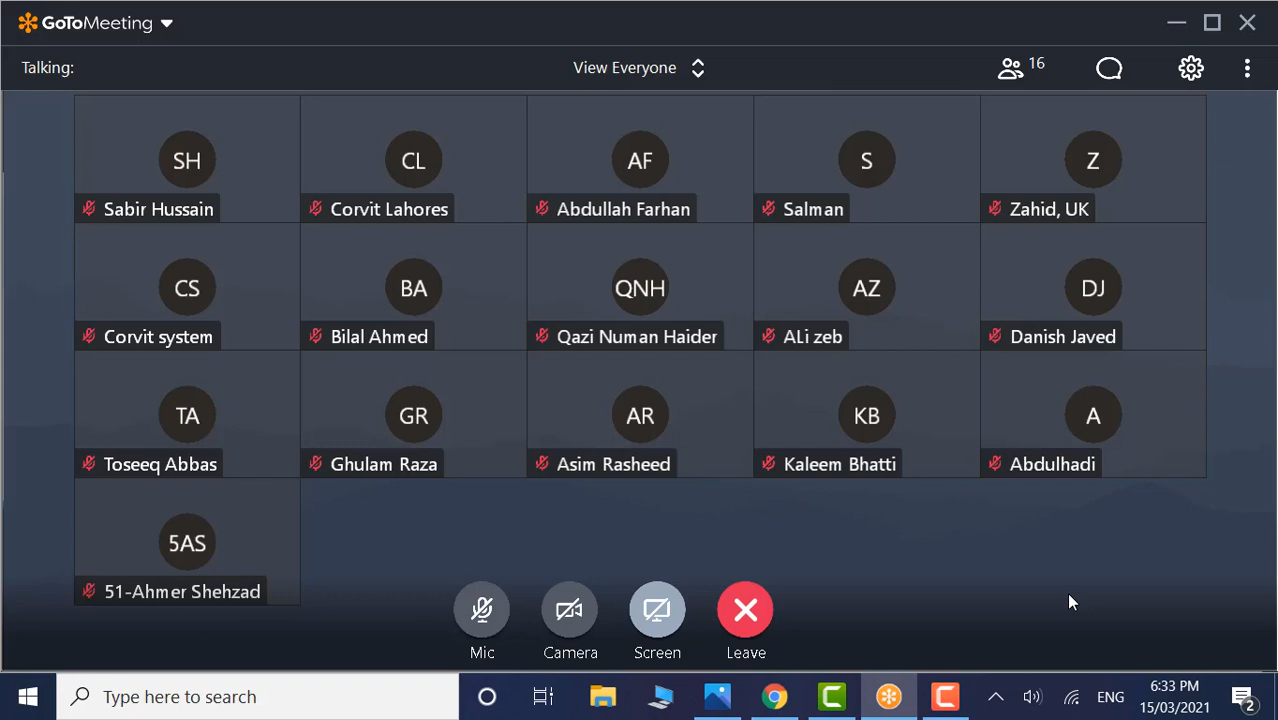 GoToMeeting
Talking:
View Everyone
16
SH
Sabir Hussain
CL
Corvit Lahores
AF
Abdullah Farhan
S
Salman
Z
Zahid, UK
CS
Corvit system
BA
Bilal Ahmed
QNH
Qazi Numan Haider
AZ
ALi zeb
DJ
Danish Javed
TA
Toseeq Abbas
GR
Ghulam Raza
AR
Asim Rasheed
KB
Kaleem Bhatti
A
Abdulhadi
5AS
51-Ahmer Shehzad
Mic
Camera
Screen
Leave
Type here to search
C
C
ENG
6:33 PM
15/03/2021
2